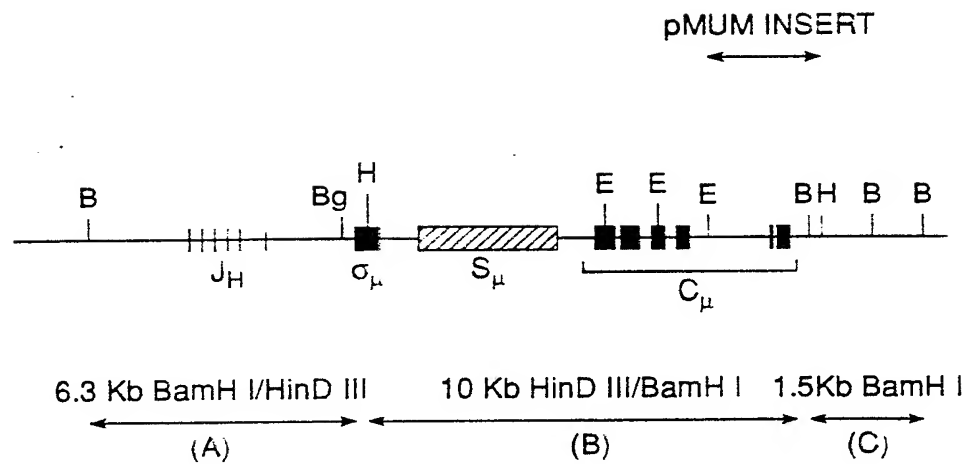 pMUM INSERT
B
Bg
H
E
E
E
B H
B
B
J_H
σ_μ
S_μ
C_μ
6.3 Kb BamH I/HinD III
10 Kb HinD III/BamH I
1.5Kb BamH I
(A)
(B)
(C)